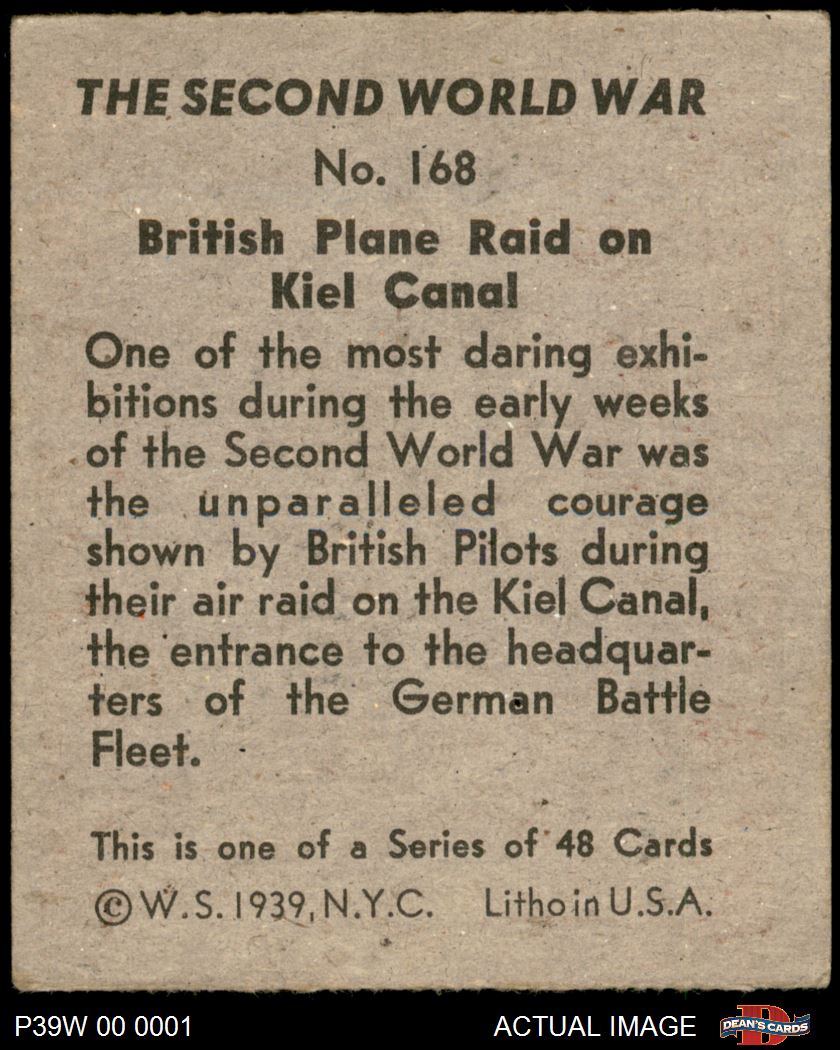 THE SECOND WORLD WAR
No. 168
British Plane Raid on
Kiel Canal
One of the most daring exhi-
bitions during the early weeks
of the Second World War was
the unparalleled courage
shown by British Pilots during
their air raid on the Kiel Canal,
the entrance to the headquar-
ters of the German Battle
Fleet.
This is one of a Series of 48 Cards
© W.S. 1939, N.Y.C. Litho in U.S.A.
P39W 00 0001 ACTUAL IMAGE D DEAN'S CARDS